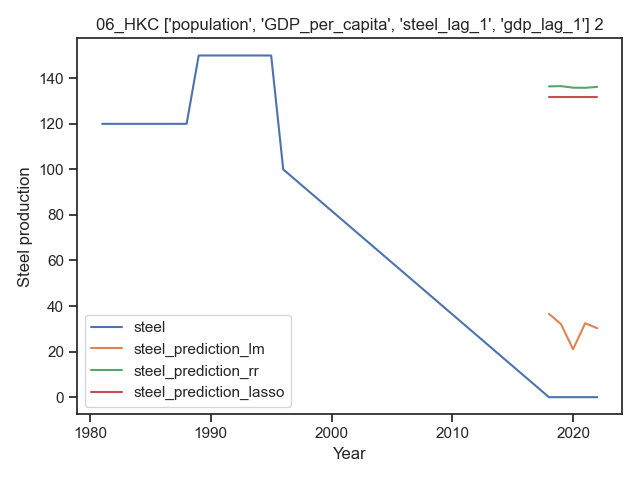 06_HKC ['population', 'GDP_per_capita', 'steel_lag_1', 'gdp_lag_1'] 2
140
120
100
80
60
40
20
0
Steel production
steel
steel_prediction_lm
steel_prediction_rr
steel_prediction_lasso
1980
1990
2000
2010
2020
Year